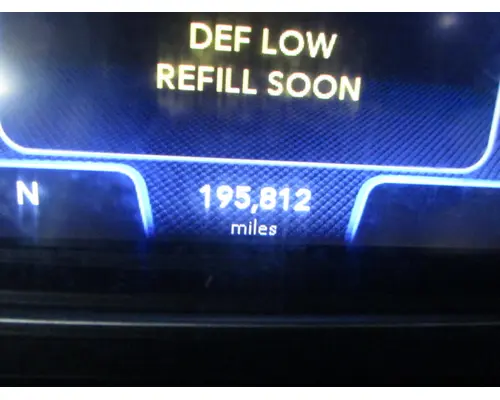 DEF LOW
REFILL SOON
N
195,812
miles